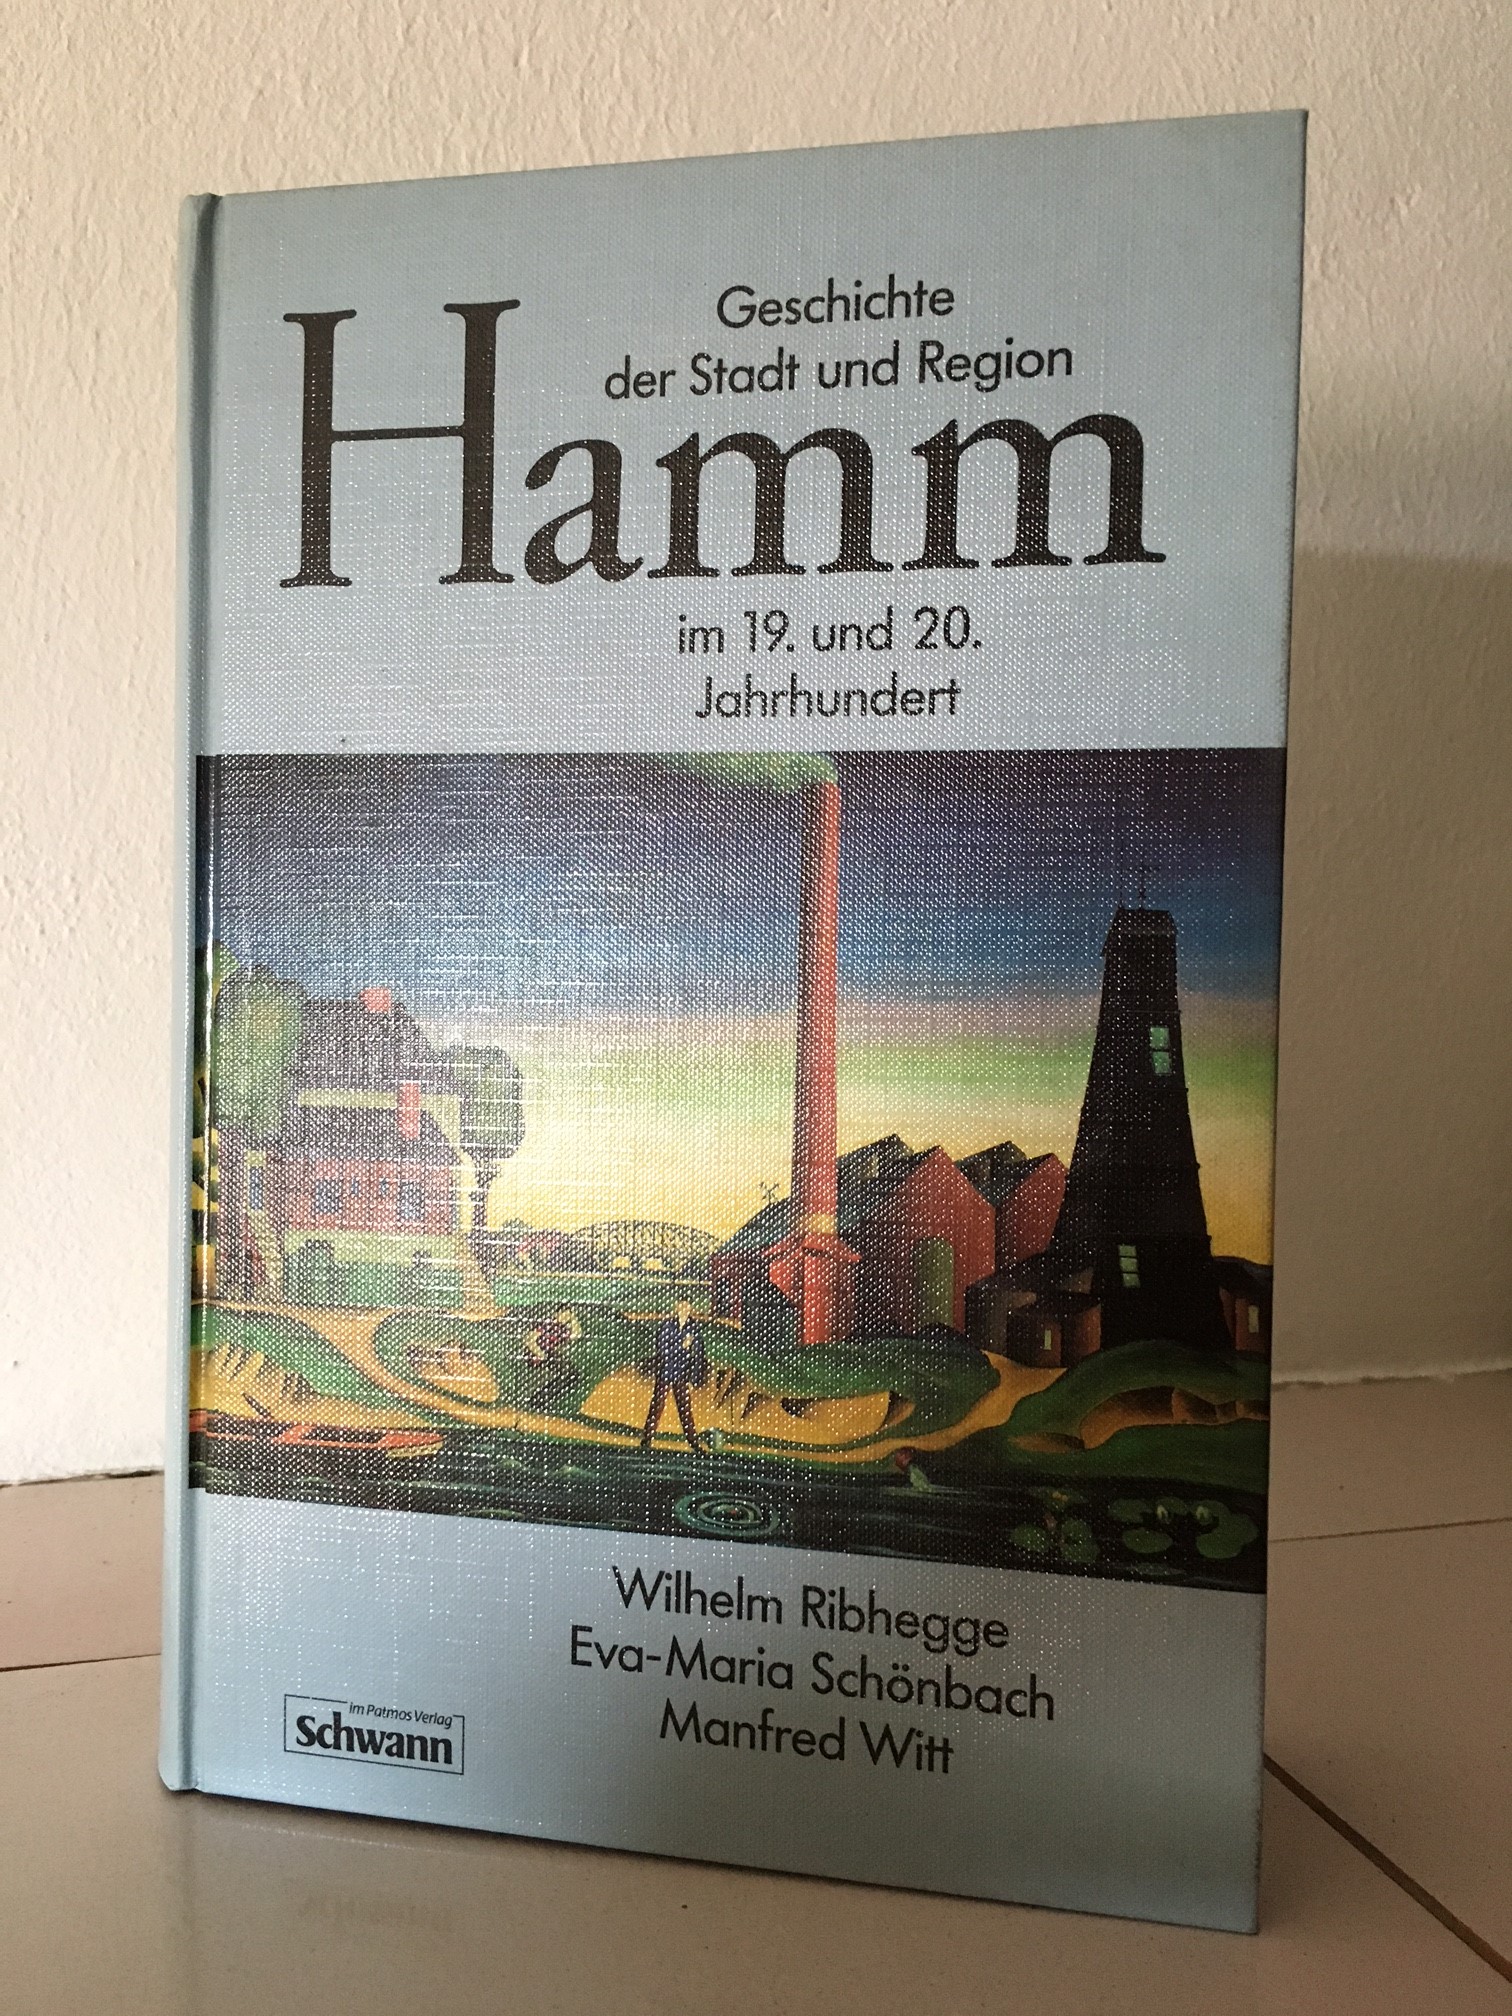 Geschichte
der Stadt und Region
Hamm
im 19. und 20.
Jahrhundert
Wilhelm Ribhegge
Eva-Maria Schönbach
Manfred Witt
im Patmos Verlag
Schwann